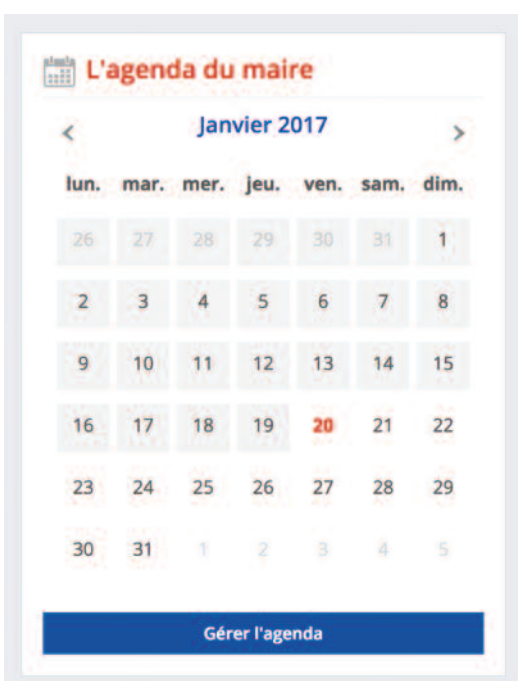 L'agenda du maire
< Janvier 2017 >
lun. mar. mer. jeu. ven. sam. dim.
26 27 28 29 30 31 1
2 3 4 5 6 7 8
9 10 11 12 13 14 15
16 17 18 19 20 21 22
23 24 25 26 27 28 29
30 31 1 2 3 4 5
Gérer l'agenda